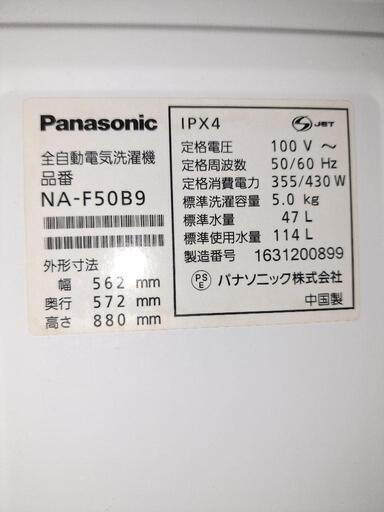 Panasonic
全自動電気洗濯機
品番
NA-F50B9
外形寸法
幅 562 mm
奥行 572 mm
高さ 880 mm
IPX4 S JET
定格電圧 100 V ～
定格周波数 50/60 Hz
定格消費電力 355/430 W
標準洗濯容量 5.0 kg
標準水量 47 L
標準使用水量 114 L
製造番号 1631200899
PS E パナソニック株式会社
中国製